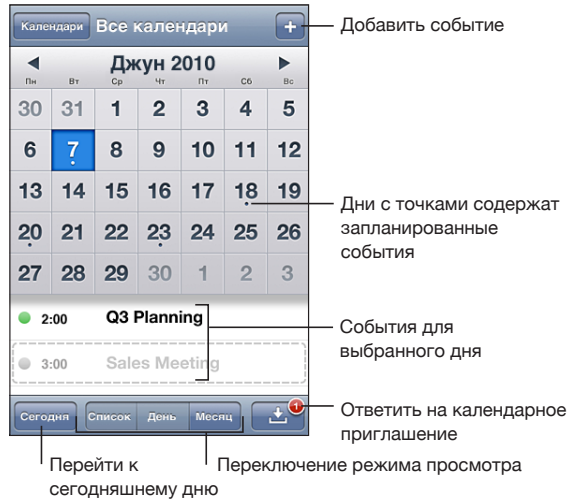 Календари Все календари +
Добавить событие
Джун 2010
Пн Вт Ср Чт Пт Сб Вс
30 31 1 2 3 4 5
6 7 8 9 10 11 12
13 14 15 16 17 18 19
20 21 22 23 24 25 26
27 28 29 30 1 2 3
Дни с точками содержат
запланированные
события
2:00 Q3 Planning
3:00 Sales Meeting
События для
выбранного дня
Сегодня Список День Месяц 1
Ответить на календарное
приглашение
Перейти к
сегодняшнему дню
Переключение режима просмотра